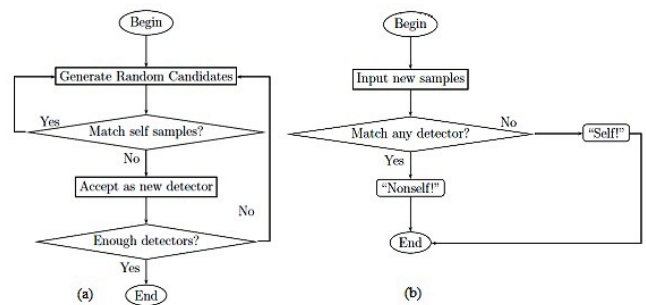 Begin
Generate Random Candidates
Yes
Match self samples?
No
Accept as new detector
No
Enough detectors?
Yes
(a)
End
Begin
Input new samples
No
Match any detector?
"Self!"
Yes
"Nonself!"
End
(b)